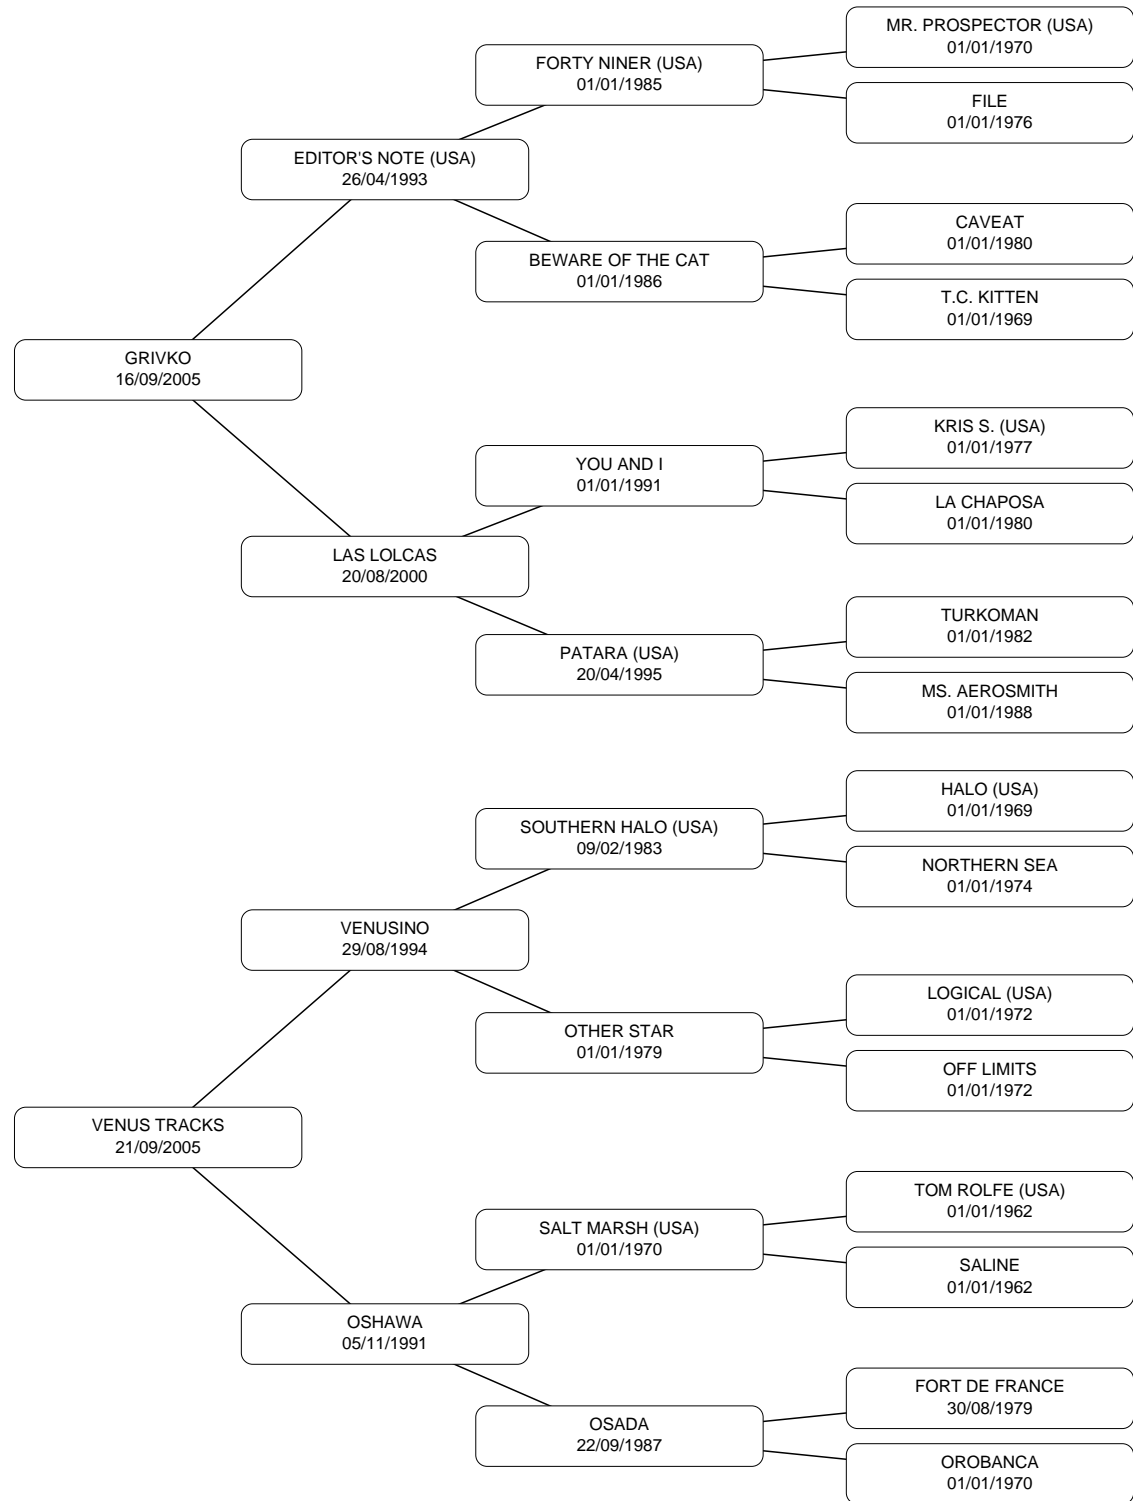 MR. PROSPECTOR (USA)
01/01/1970
FORTY NINER (USA)
01/01/1985
FILE
01/01/1976
EDITOR'S NOTE (USA)
26/04/1993
CAVEAT
01/01/1980
BEWARE OF THE CAT
01/01/1986
T.C. KITTEN
01/01/1969
GRIVKO
16/09/2005
KRIS S. (USA)
01/01/1977
YOU AND I
01/01/1991
LA CHAPOSA
01/01/1980
LAS LOLCAS
20/08/2000
TURKOMAN
01/01/1982
PATARA (USA)
20/04/1995
MS. AEROSMITH
01/01/1988
HALO (USA)
01/01/1969
SOUTHERN HALO (USA)
09/02/1983
NORTHERN SEA
01/01/1974
VENUSINO
29/08/1994
LOGICAL (USA)
01/01/1972
OTHER STAR
01/01/1979
OFF LIMITS
01/01/1972
VENUS TRACKS
21/09/2005
TOM ROLFE (USA)
01/01/1962
SALT MARSH (USA)
01/01/1970
SALINE
01/01/1962
OSHAWA
05/11/1991
FORT DE FRANCE
30/08/1979
OSADA
22/09/1987
OROBANCA
01/01/1970